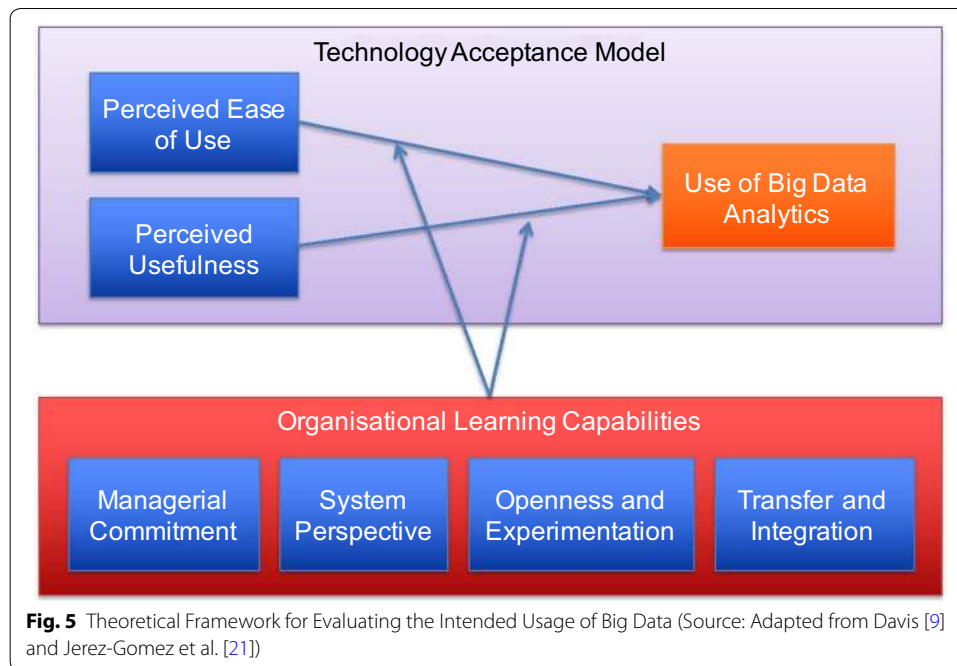 Technology Acceptance Model
Perceived Ease
of Use
Perceived
Usefulness
Use of Big Data
Analytics
Organisational Learning Capabilities
Managerial
Commitment
System
Perspective
Openness and
Experimentation
Transfer and
Integration
Fig. 5 Theoretical Framework for Evaluating the Intended Usage of Big Data (Source: Adapted from Davis [9]
and Jerez-Gomez et al. [21])